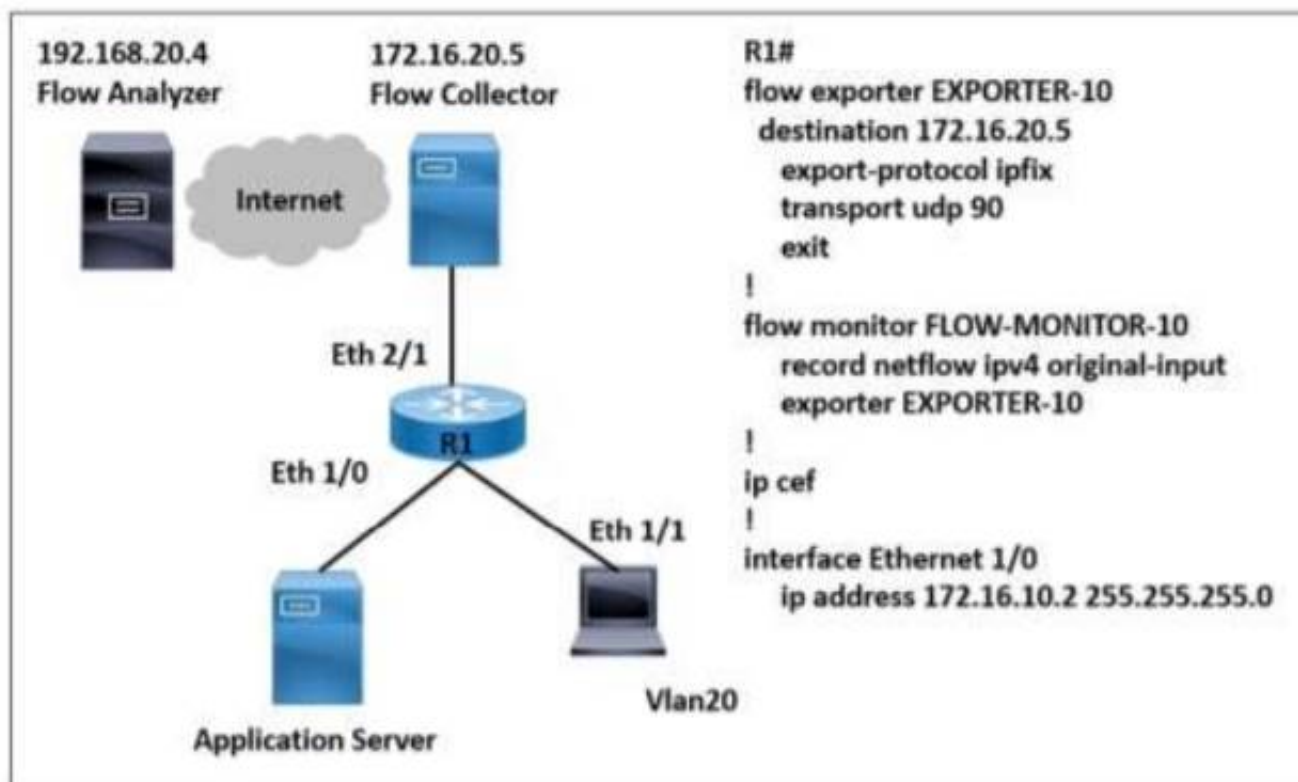 192.168.20.4
Flow Analyzer
172.16.20.5
Flow Collector
Internet
Eth 2/1
R1
Eth 1/0
Eth 1/1
Application Server
Vlan20
R1#
flow exporter EXPORTER-10
destination 172.16.20.5
export-protocol ipfix
transport udp 90
exit
!
flow monitor FLOW-MONITOR-10
record netflow ipv4 original-input
exporter EXPORTER-10
!
ip cef
!
interface Ethernet 1/0
ip address 172.16.10.2 255.255.255.0